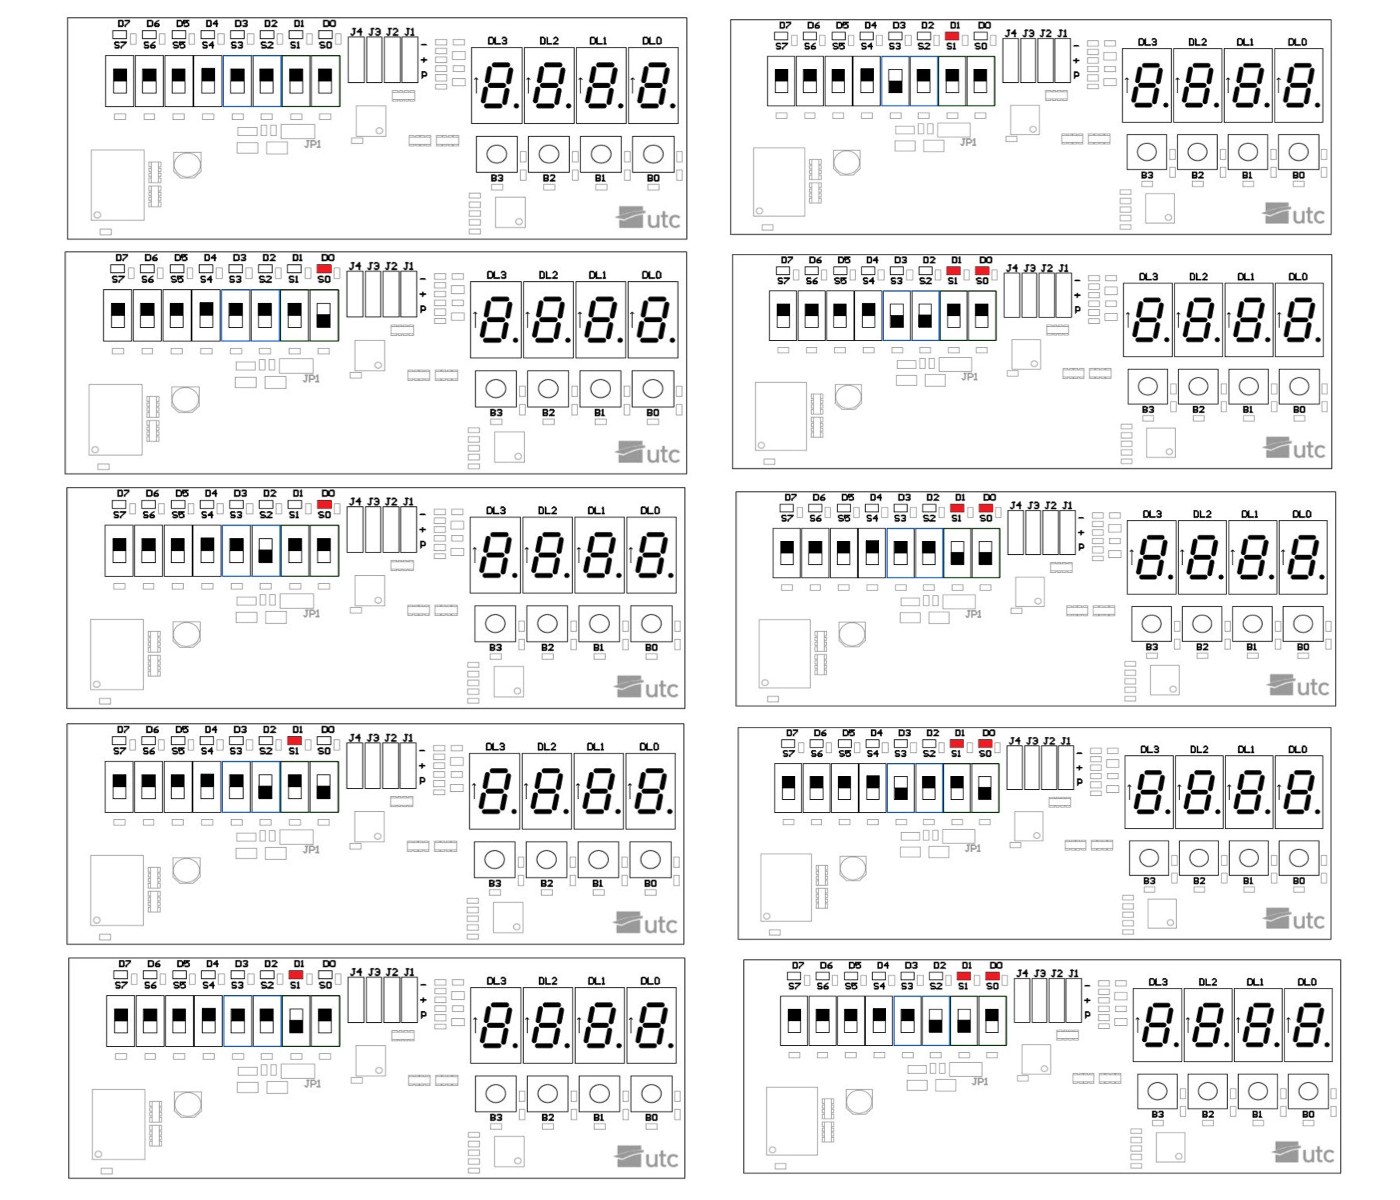 D7 D6 D5 D4 D3 D2 D1 D0
S7 S6 S5 S4 S3 S2 S1 S0
J4 J3 J2 J1
-
+
P
DL3 DL2 DL1 DL0
8. 8. 8. 8.
JP1
B3 B2 B1 B0
utc
D7 D6 D5 D4 D3 D2 D1 D0
S7 S6 S5 S4 S3 S2 S1 S0
J4 J3 J2 J1
-
+
P
DL3 DL2 DL1 DL0
8. 8. 8. 8.
JP1
B3 B2 B1 B0
utc
D7 D6 D5 D4 D3 D2 D1 D0
S7 S6 S5 S4 S3 S2 S1 S0
J4 J3 J2 J1
-
+
P
DL3 DL2 DL1 DL0
8. 8. 8. 8.
JP1
B3 B2 B1 B0
utc
D7 D6 D5 D4 D3 D2 D1 D0
S7 S6 S5 S4 S3 S2 S1 S0
J4 J3 J2 J1
-
+
P
DL3 DL2 DL1 DL0
8. 8. 8. 8.
JP1
B3 B2 B1 B0
utc
D7 D6 D5 D4 D3 D2 D1 D0
S7 S6 S5 S4 S3 S2 S1 S0
J4 J3 J2 J1
-
+
P
DL3 DL2 DL1 DL0
8. 8. 8. 8.
JP1
B3 B2 B1 B0
utc
D7 D6 D5 D4 D3 D2 D1 D0
S7 S6 S5 S4 S3 S2 S1 S0
J4 J3 J2 J1
-
+
P
DL3 DL2 DL1 DL0
8. 8. 8. 8.
JP1
B3 B2 B1 B0
utc
D7 D6 D5 D4 D3 D2 D1 D0
S7 S6 S5 S4 S3 S2 S1 S0
J4 J3 J2 J1
-
+
P
DL3 DL2 DL1 DL0
8. 8. 8. 8.
JP1
B3 B2 B1 B0
utc
D7 D6 D5 D4 D3 D2 D1 D0
S7 S6 S5 S4 S3 S2 S1 S0
J4 J3 J2 J1
-
+
P
DL3 DL2 DL1 DL0
8. 8. 8. 8.
JP1
B3 B2 B1 B0
utc
D7 D6 D5 D4 D3 D2 D1 D0
S7 S6 S5 S4 S3 S2 S1 S0
J4 J3 J2 J1
-
+
P
DL3 DL2 DL1 DL0
8. 8. 8. 8.
JP1
B3 B2 B1 B0
utc
D7 D6 D5 D4 D3 D2 D1 D0
S7 S6 S5 S4 S3 S2 S1 S0
J4 J3 J2 J1
-
+
P
DL3 DL2 DL1 DL0
8. 8. 8. 8.
JP1
B3 B2 B1 B0
utc